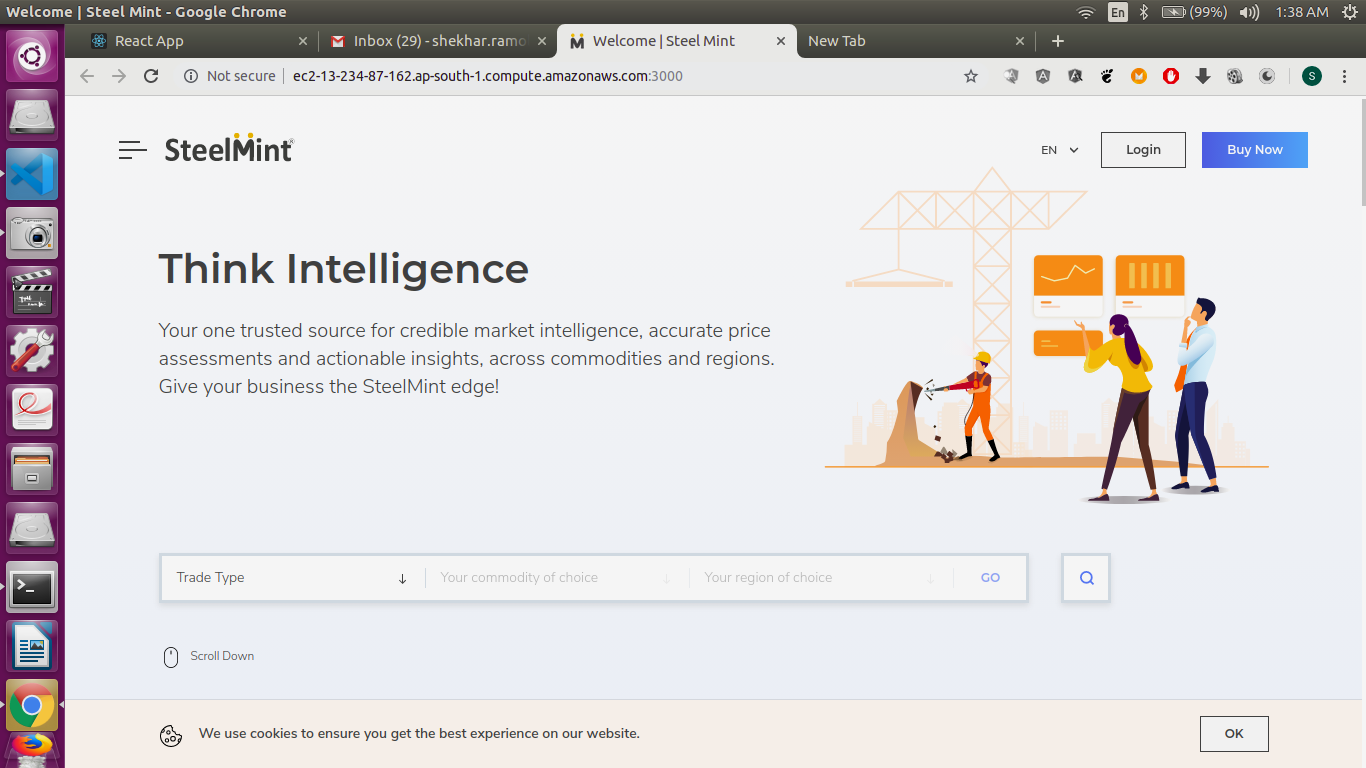 Welcome | Steel Mint - Google Chrome
En
(99%)
1:38 AM
React App
Inbox (29) - shekhar.ramo
Welcome | Steel Mint
New Tab
Not secure
ec2-13-234-87-162.ap-south-1.compute.amazonaws.com:3000
S
SteelMint®
EN
Login
Buy Now
Think Intelligence
Your one trusted source for credible market intelligence, accurate price
assessments and actionable insights, across commodities and regions.
Give your business the SteelMint edge!
Trade Type
Your commodity of choice
Your region of choice
GO
Scroll Down
We use cookies to ensure you get the best experience on our website.
OK